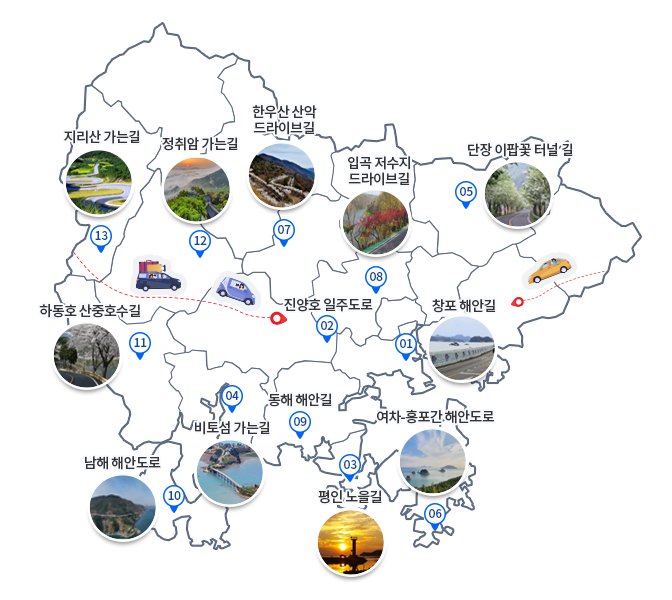 한우산 산악
드라이브길
지리산 가는길
정취암 가는길
단장 이팝꽃 터널 길
입곡 저수지
드라이브길
05
07
13
12
08
진양호 일주도로
창포 해안길
하동호 산중호수길
02
01
11
04
동해 해안길
09
여차-홍포간 해안도로
비토섬 가는길
남해 해안도로
03
10
평인 노을길
06